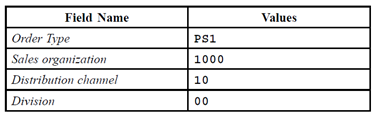 Field Name Values
Order Type PS1
Sales organization 1000
Distribution channel 10
Division 00